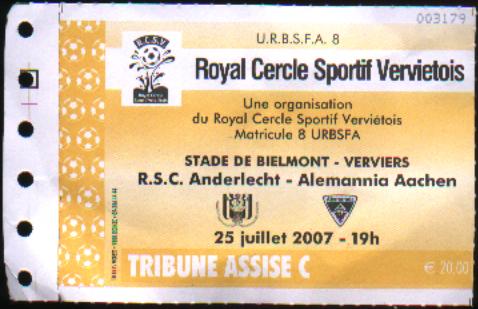 003179
U.R.B.S.F.A. 8
R.C.S.V.
Royal Cercle Sportif Vervietois
Une organisation
du Royal Cercle Sportif Verviétois
Matricule 8 URBSFA
STADE DE BIELMONT - VERVIERS
R.S.C. Anderlecht - Alemannia Aachen
25 juillet 2007 - 19h
TRIBUNE ASSISE C
€ 20,00